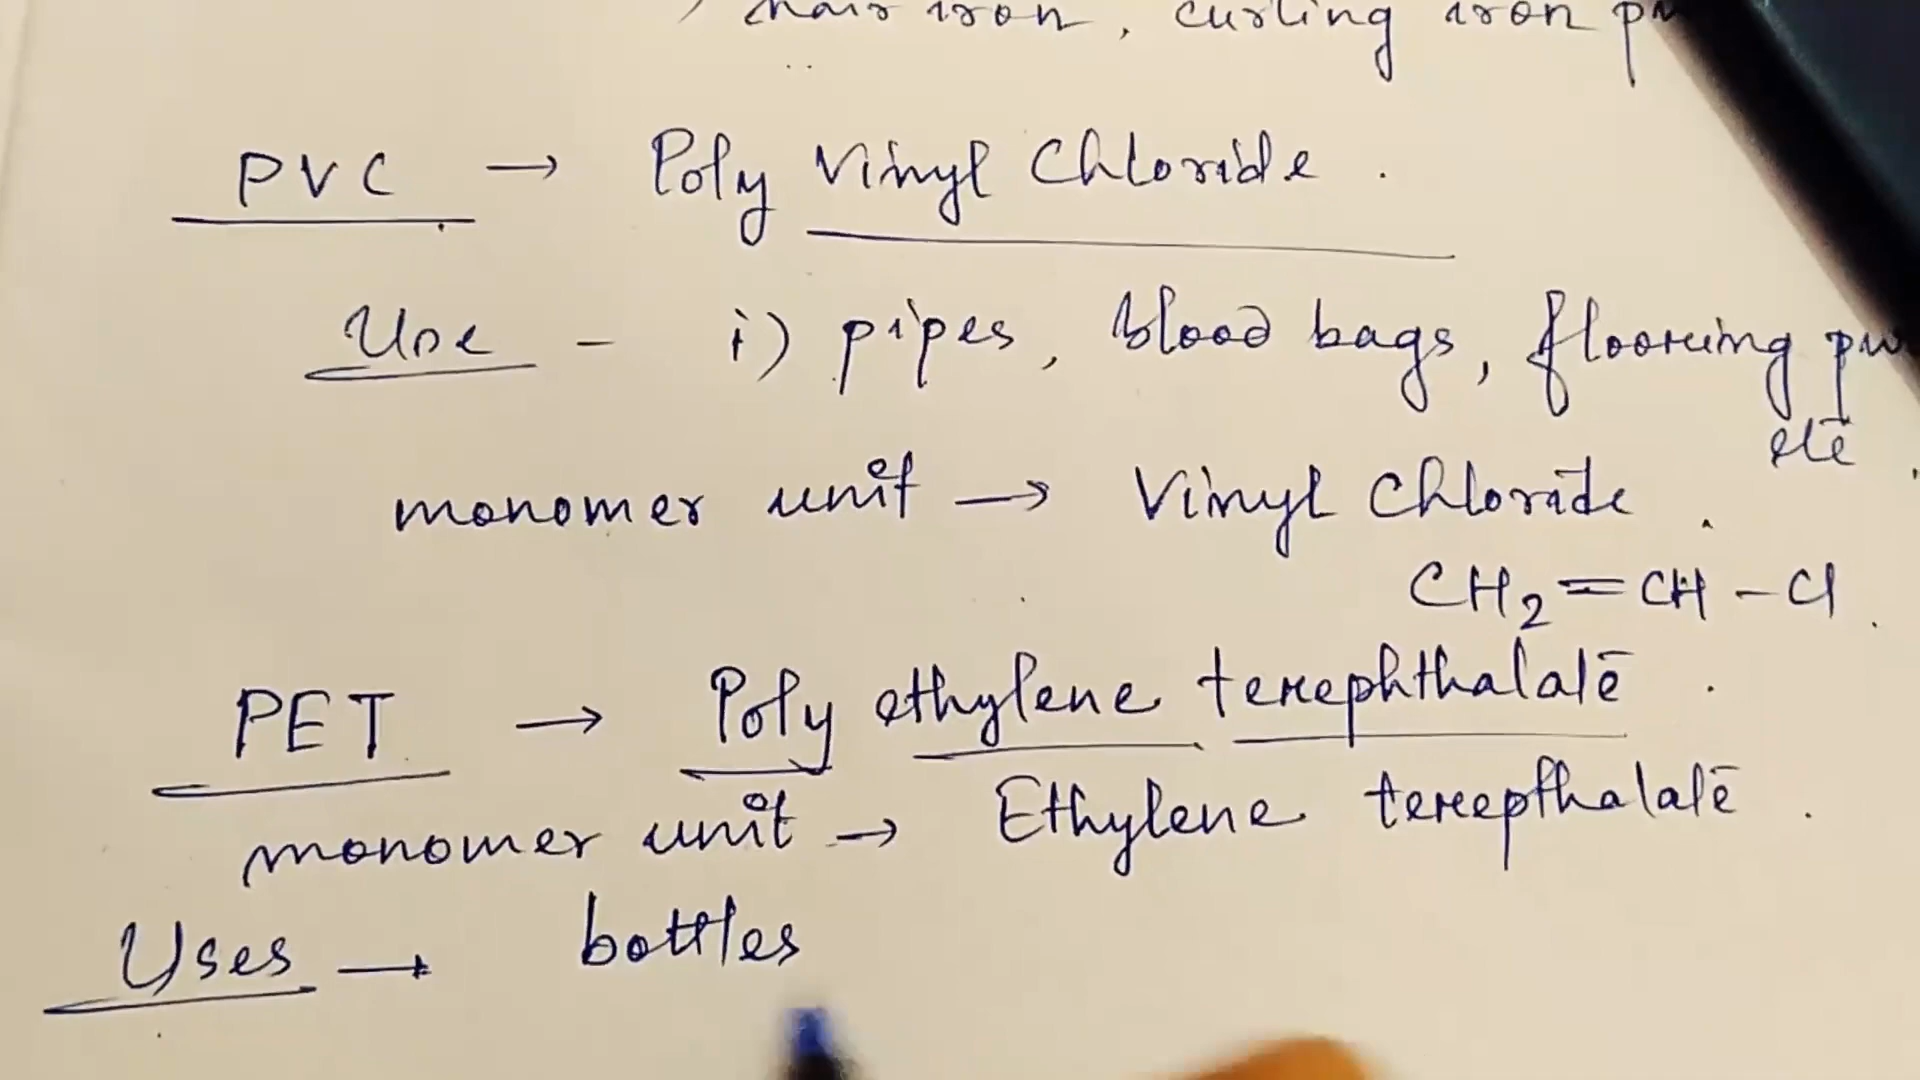 hair iron, curling iron
PVC → Poly Vinyl Chloride.
Use - i) pipes, blood bags, flooring
etc.
monomer unit → Vinyl Chloride.
CH₂=CH-Cl.
PET → Poly ethylene terephthalate.
monomer unit → Ethylene terepthalate.
Uses → bottles